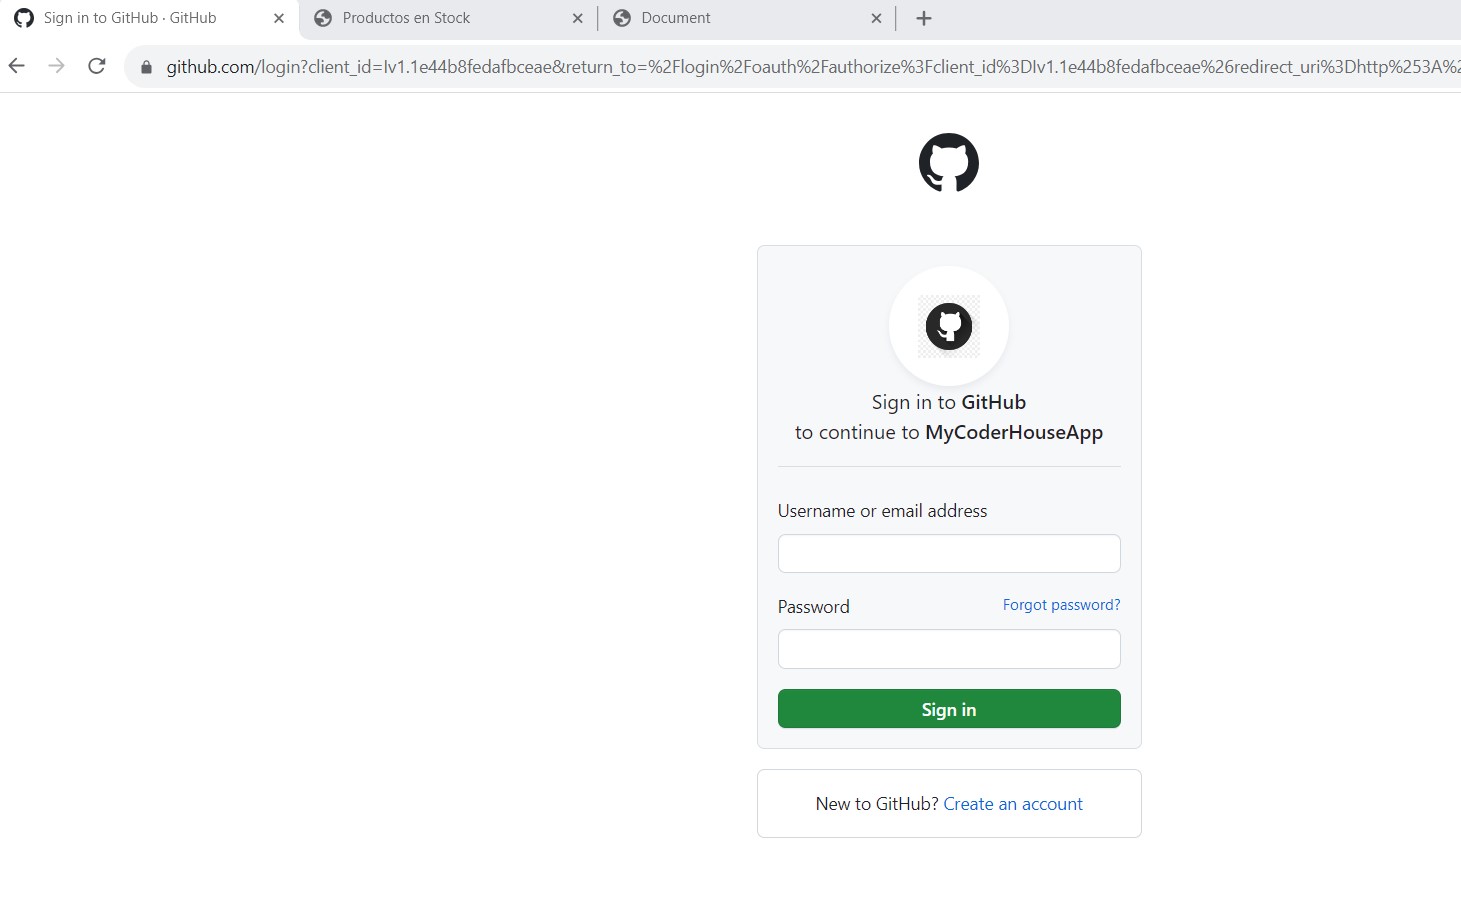 Sign in to GitHub · GitHub
Productos en Stock
Document
github.com/login?client_id=Iv1.1e44b8fedafbceae&return_to=%2Flogin%2Foauth%2Fauthorize%3Fclient_id%3DIv1.1e44b8fedafbceae%26redirect_uri%3Dhttp%253A%2
Sign in to GitHub
to continue to MyCoderHouseApp
Username or email address
Password
Forgot password?
Sign in
New to GitHub? Create an account